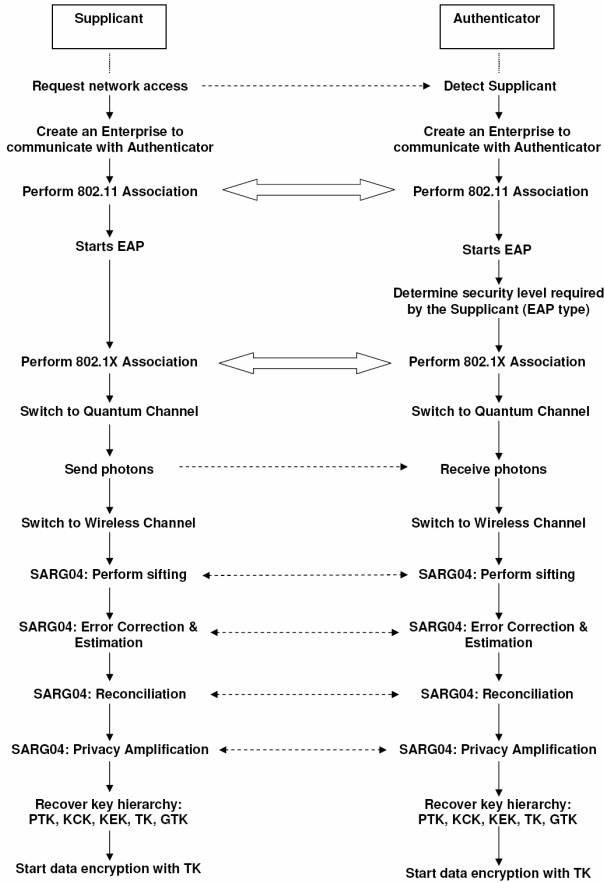 Supplicant
Authenticator
Request network access
Detect Supplicant
Create an Enterprise to
communicate with Authenticator
Create an Enterprise to
communicate with Authenticator
Perform 802.11 Association
Perform 802.11 Association
Starts EAP
Starts EAP
Determine security level required
by the Supplicant (EAP type)
Perform 802.1X Association
Perform 802.1X Association
Switch to Quantum Channel
Switch to Quantum Channel
Send photons
Receive photons
Switch to Wireless Channel
Switch to Wireless Channel
SARG04: Perform sifting
SARG04: Perform sifting
SARG04: Error Correction &
Estimation
SARG04: Error Correction &
Estimation
SARG04: Reconciliation
SARG04: Reconciliation
SARG04: Privacy Amplification
SARG04: Privacy Amplification
Recover key hierarchy:
PTK, KCK, KEK, TK, GTK
Recover key hierarchy:
PTK, KCK, KEK, TK, GTK
Start data encryption with TK
Start data encryption with TK